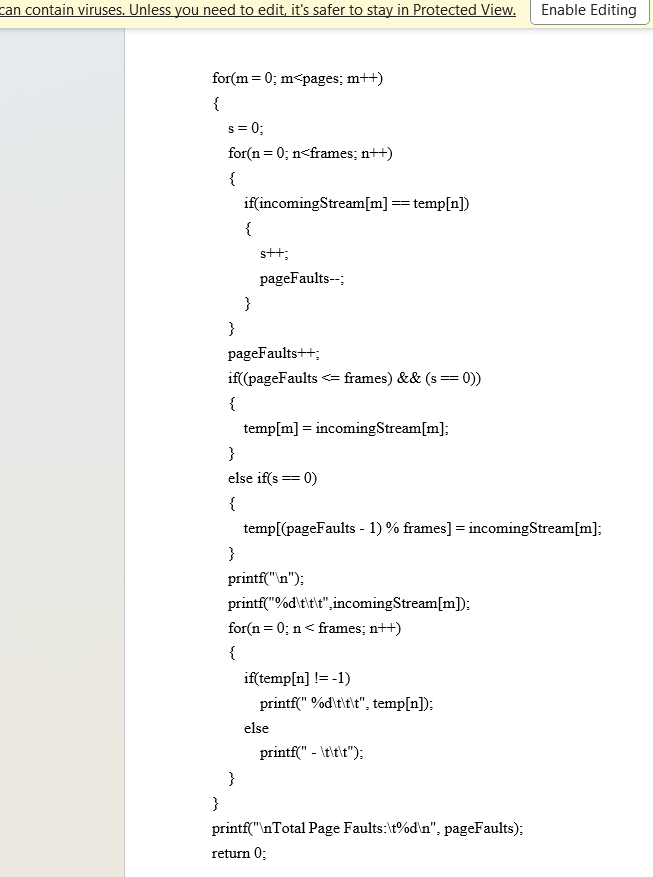 can contain viruses. Unless you need to edit, it's safer to stay in Protected View. Enable Editing
for(m = 0; m<pages; m++)
{
s = 0;
for(n = 0; n<frames; n++)
{
if(incomingStream[m] == temp[n])
{
s++;
pageFaults--;
}
}
pageFaults++;
if((pageFaults <= frames) && (s == 0))
{
temp[m] = incomingStream[m];
}
else if(s == 0)
{
temp[(pageFaults - 1) % frames] = incomingStream[m];
}
printf("\n");
printf("%d\t\t\t",incomingStream[m]);
for(n = 0; n < frames; n++)
{
if(temp[n] != -1)
printf(" %d\t\t\t", temp[n]);
else
printf(" - \t\t\t");
}
}
printf("\nTotal Page Faults:\t%d\n", pageFaults);
return 0;